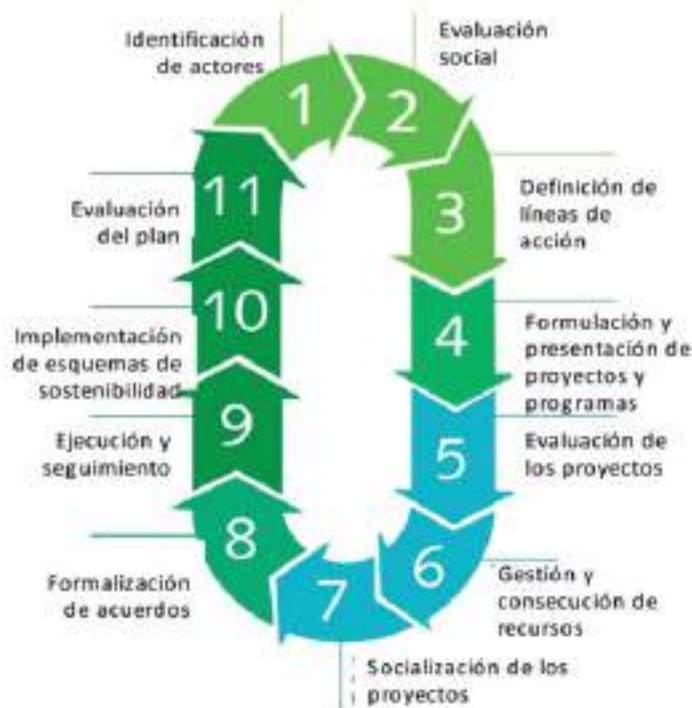 1
Identificación
de actores
2
Evaluación
social
3
Definición de
líneas de
acción
4
Formulación y
presentación de
proyectos y
programas
5
Evaluación de
los proyectos
6
Gestión y
consecución de
recursos
7
Socialización de los
proyectos
8
Formalización
de acuerdos
9
Ejecución y
seguimiento
10
Implementación
de esquemas de
sostenibilidad
11
Evaluación
del plan